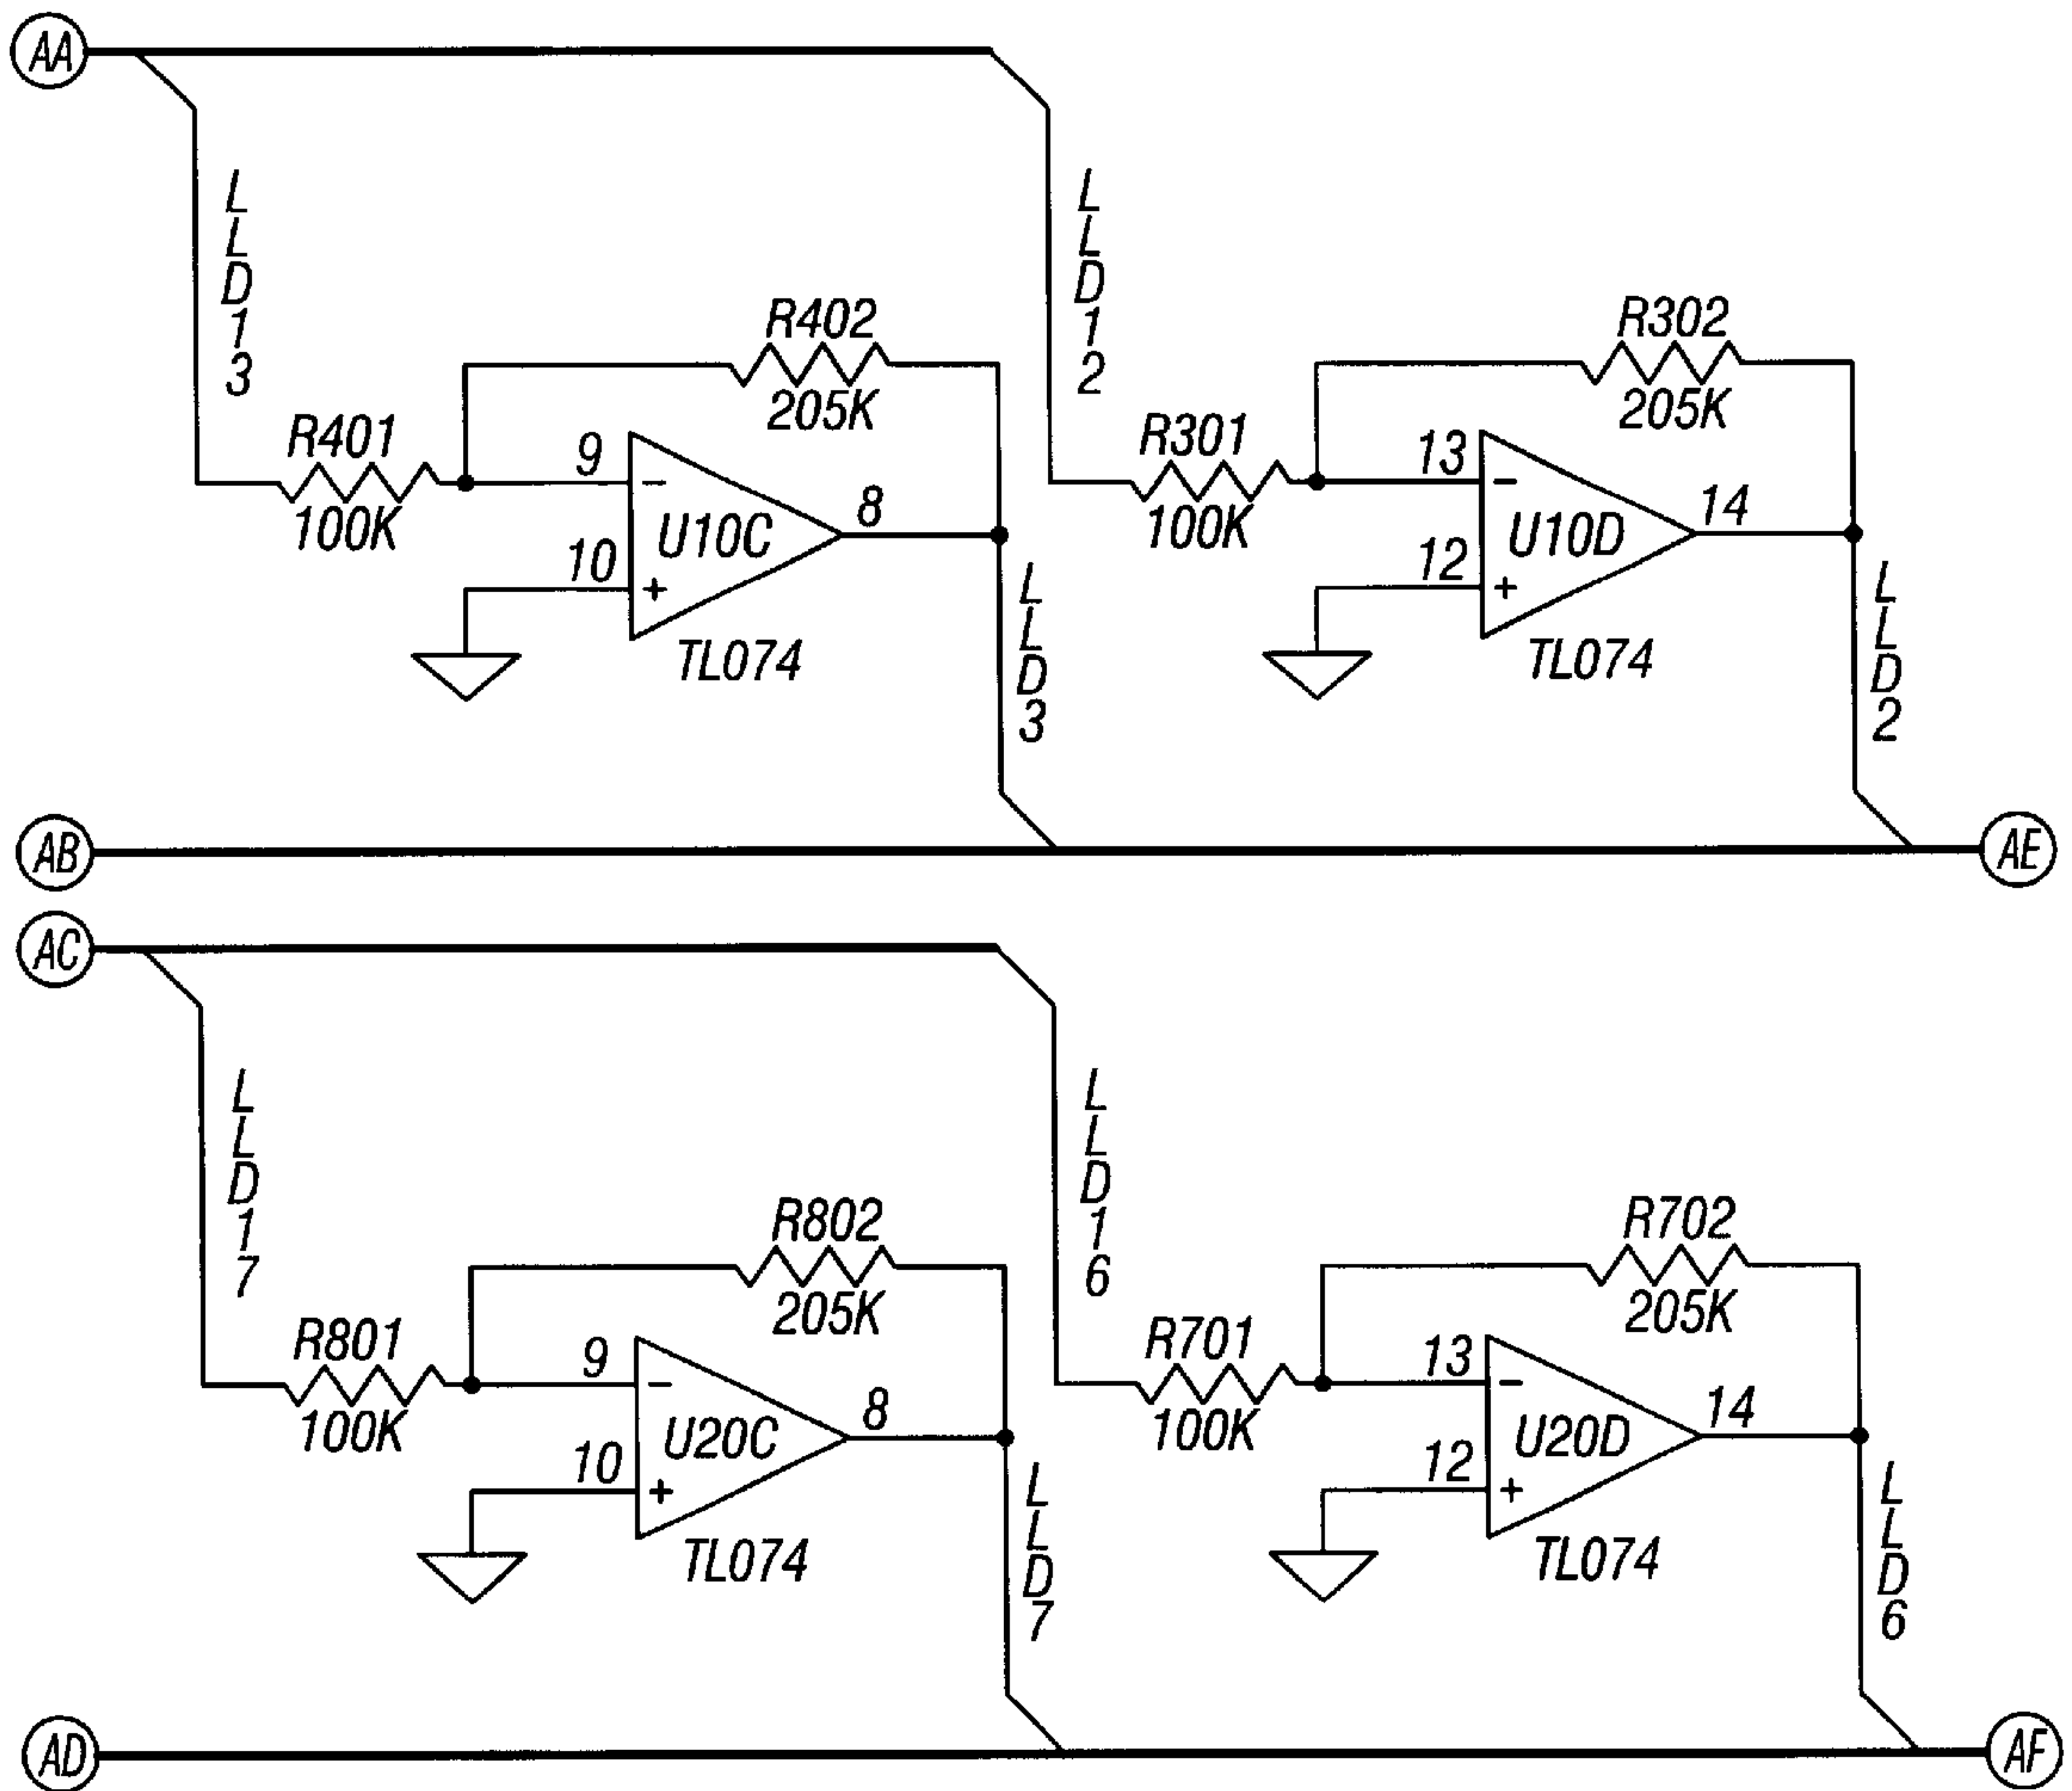 AA
LLD13
LLD12
R402
205K
R302
205K
R401
100K
9
10
U10C
8
TL074
R301
100K
13
12
U10D
14
TL074
LLD3
LLD2
AB
AE
AC
LLD17
LLD16
R802
205K
R702
205K
R801
100K
9
10
U20C
8
TL074
R701
100K
13
12
U20D
14
TL074
LLD7
LLD6
AD
AF